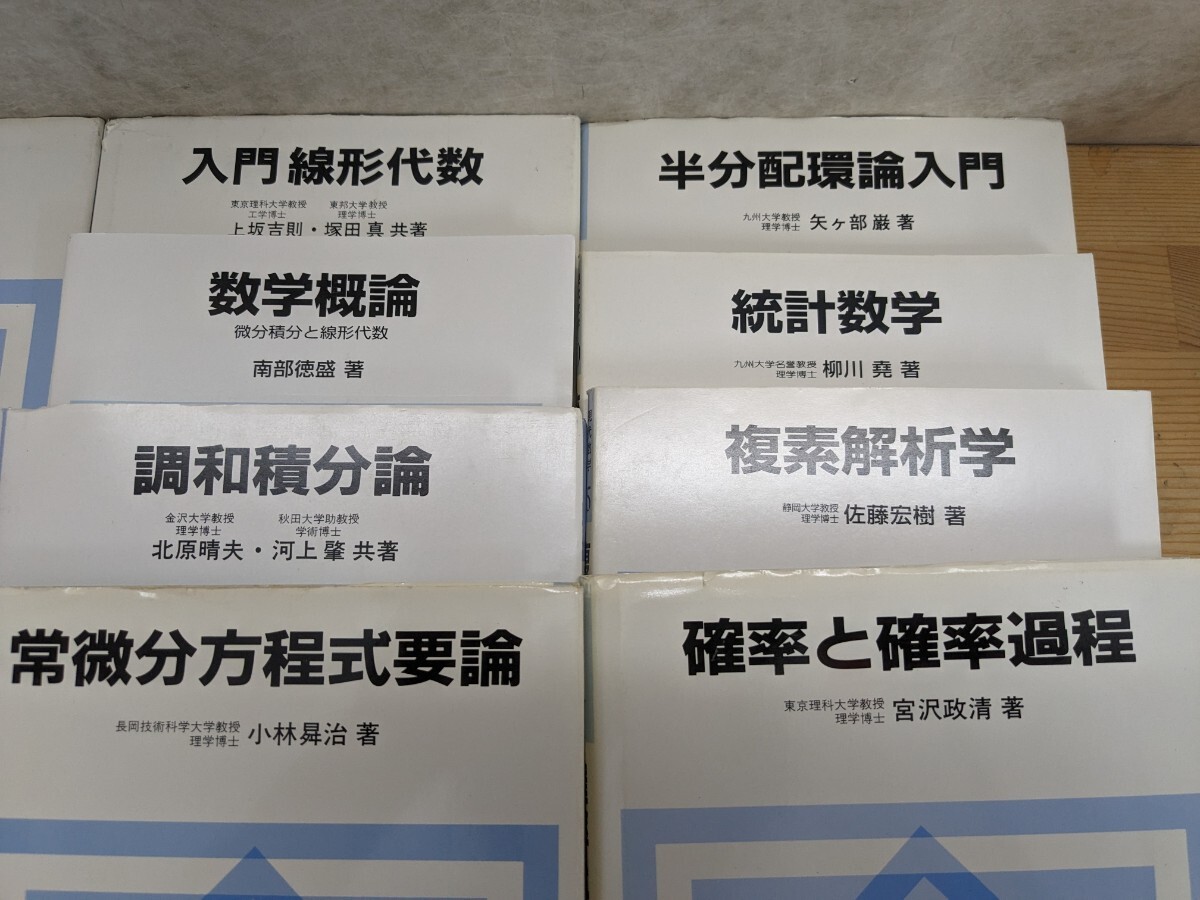 入門 線形代数
東京理科大学教授 東邦大学教授
工学博士 理学博士
上坂吉則・塚田 真 共著
数学概論
微分積分と線形代数
南部徳盛 著
調和積分論
金沢大学教授 秋田大学助教授
理学博士 学術博士
北原晴夫・河上 肇 共著
常微分方程式要論
長岡技術科学大学教授
理学博士 小林曻治 著
半分配環論入門
九州大学教授
理学博士 矢ヶ部 巌 著
統計数学
九州大学名誉教授
理学博士 柳川 堯 著
複素解析学
静岡大学教授
理学博士 佐藤宏樹 著
確率と確率過程
東京理科大学教授
理学博士 宮沢政清 著